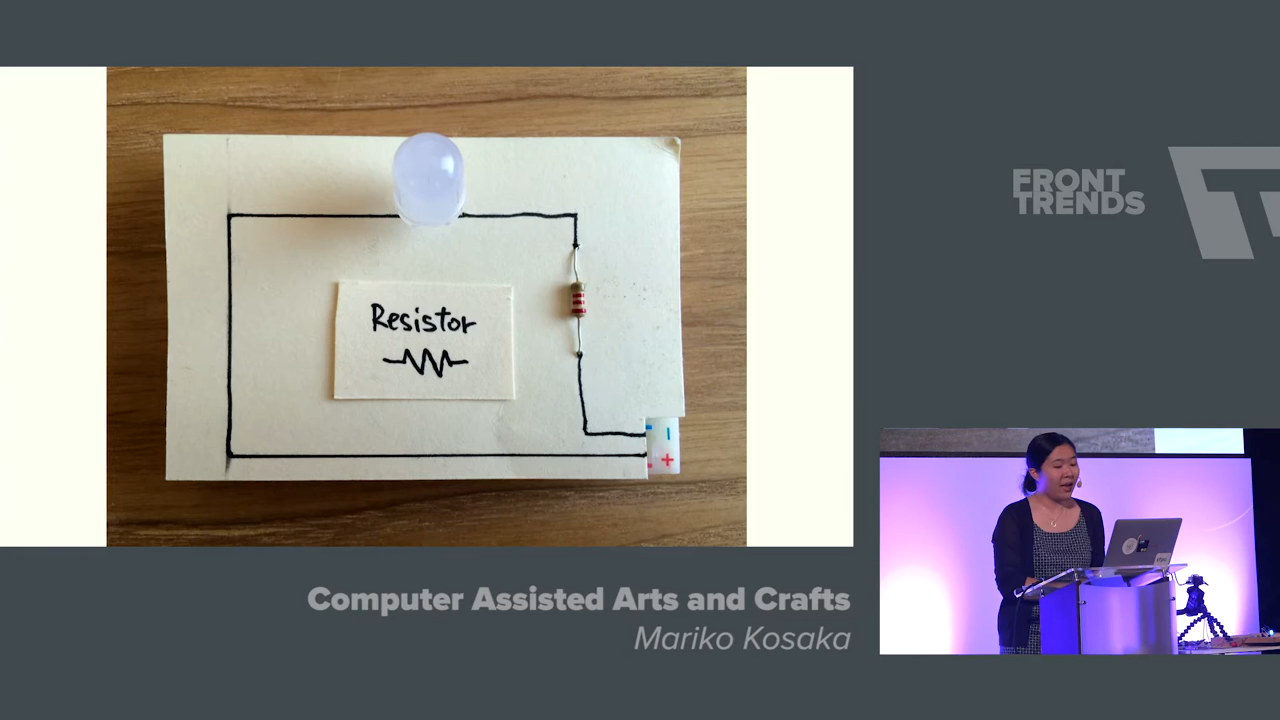 Resistor
−
+
FRONT
TRENDS
Computer Assisted Arts and Crafts
Mariko Kosaka